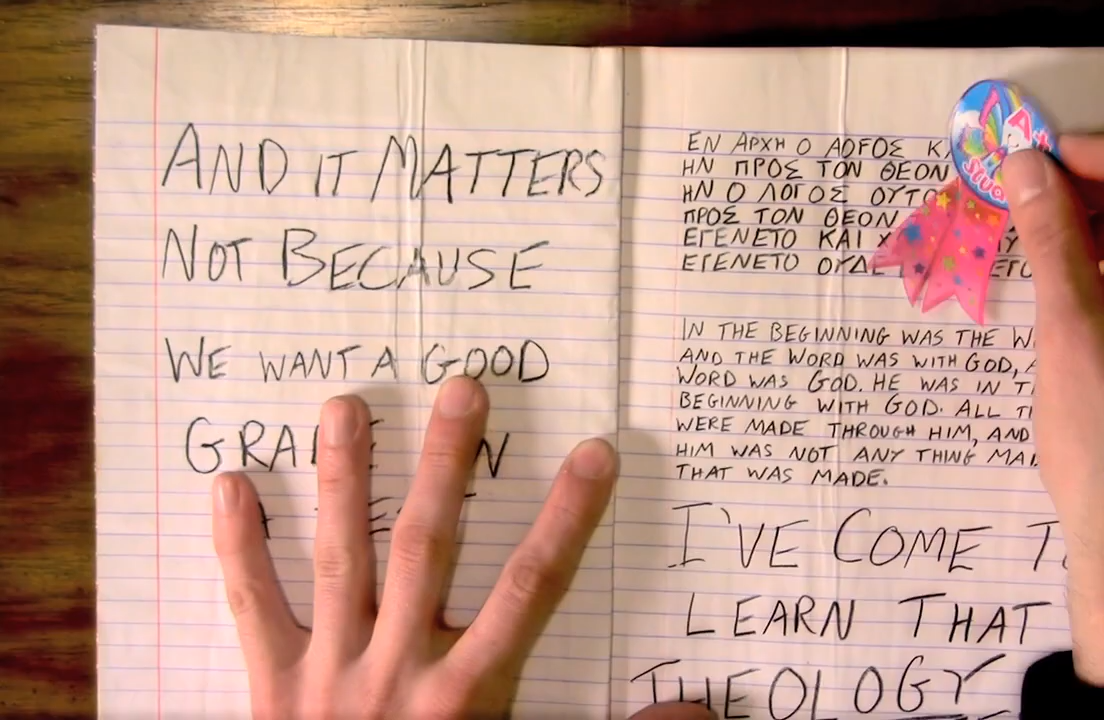 AND IT MATTERS
NOT BECAUSE
WE WANT A GOOD
ΕΝ ΑΡΧΗ Ο ΛΟΓΟΣ
ΗΝ ΠΡΟΣ ΤΟΝ ΘΕΟΝ
ΗΝ Ο ΛΟΓΟΣ
ΠΡΟΣ ΤΟΝ ΘΕΟΝ
ΕΓΕΝΕΤΟ ΚΑΙ
ΕΓΕΝΕΤΟ
A+
IN THE BEGINNING WAS THE
AND THE WORD WAS WITH GOD,
WORD WAS GOD. HE WAS IN
BEGINNING WITH GOD. ALL
WERE MADE THROUGH HIM, AND
HIM WAS NOT ANY THING
THAT WAS MADE.
I'VE COME
LEARN THAT
THEOLOGY